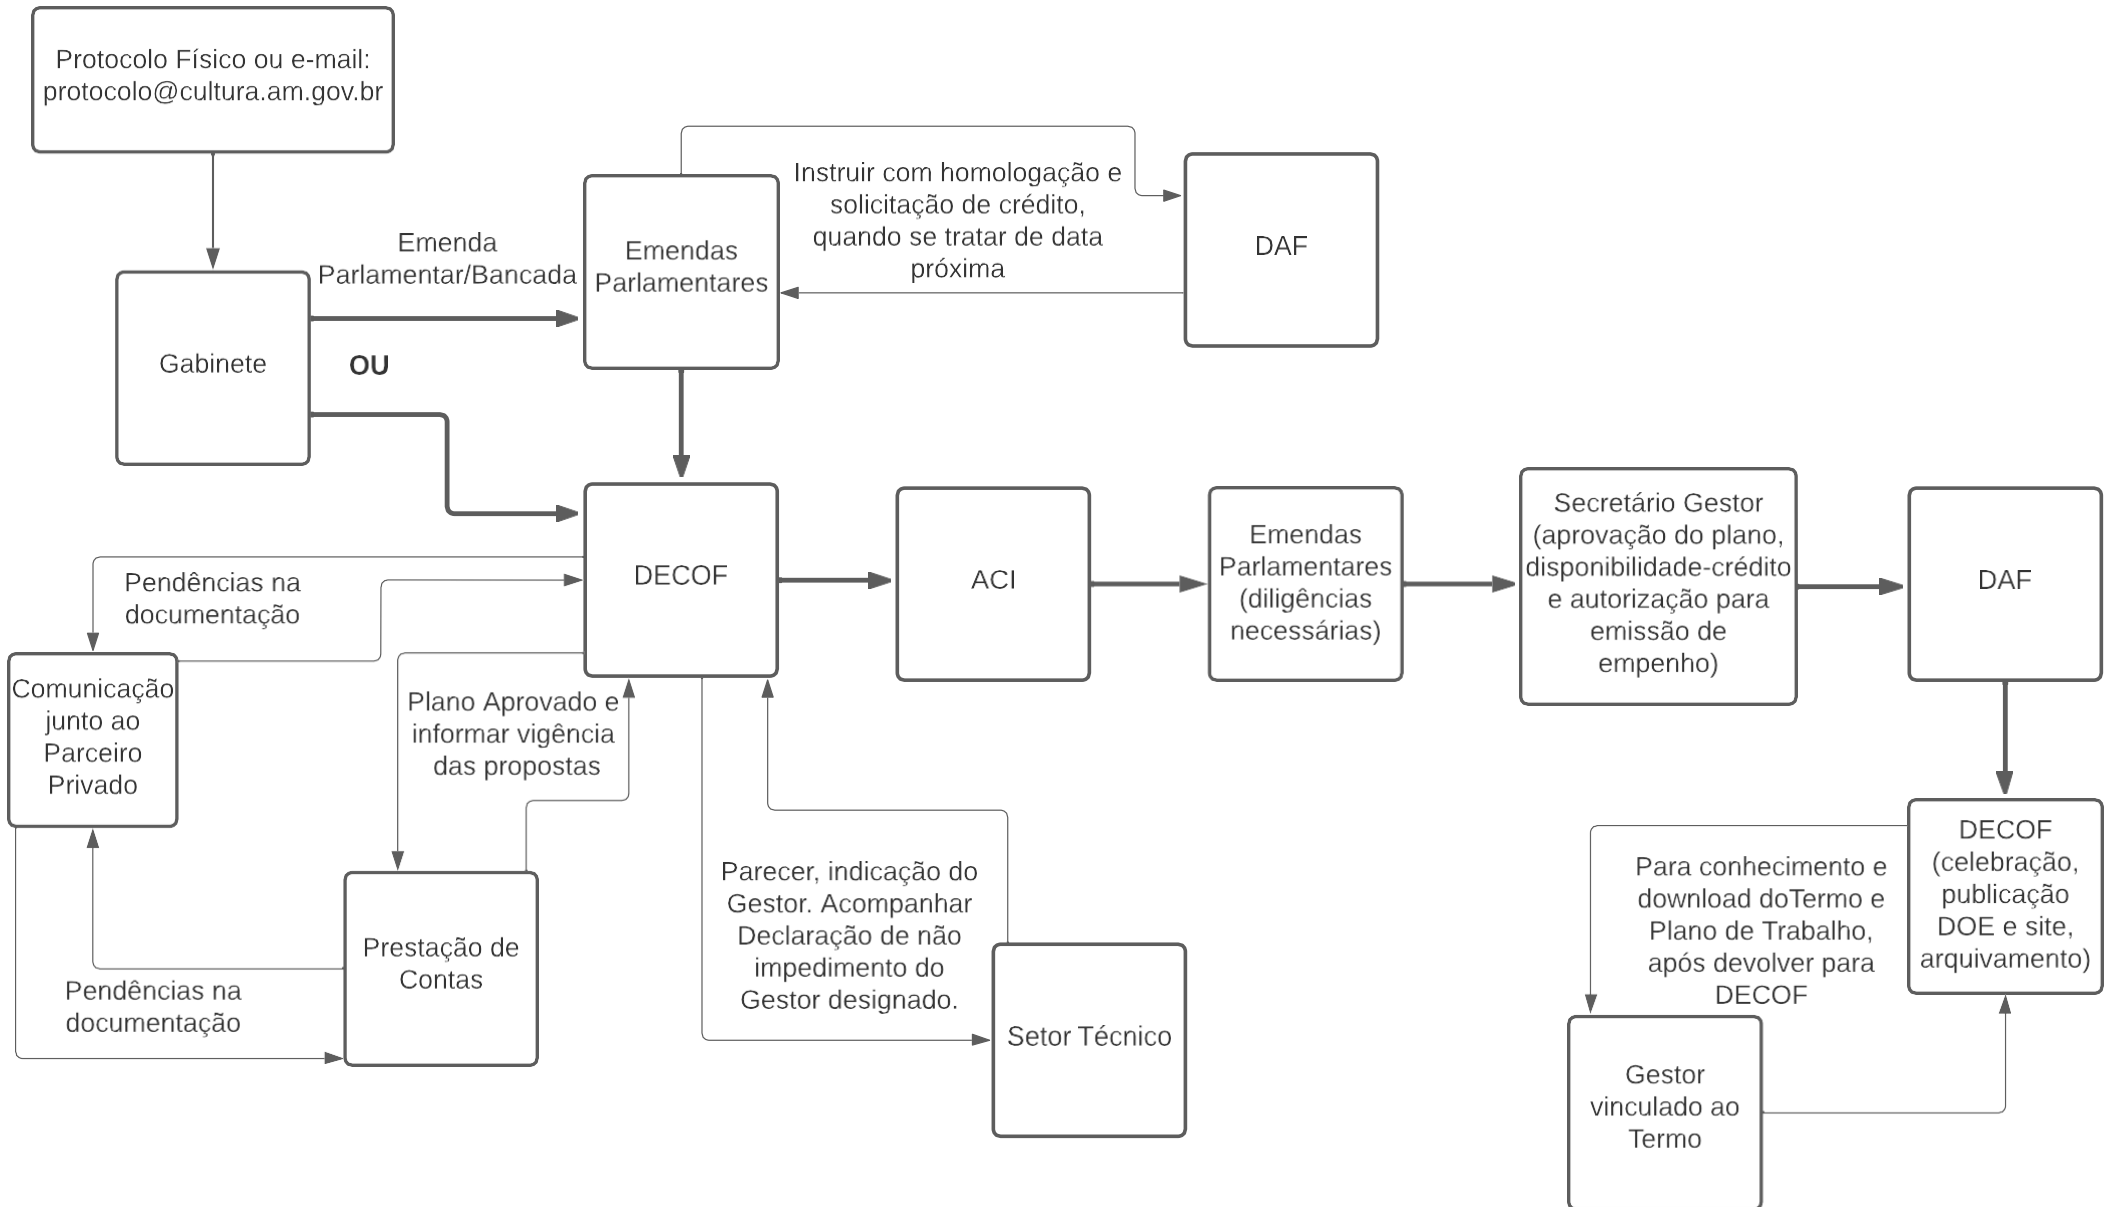 Protocolo Físico ou e-mail:
protocolo@cultura.am.gov.br
Gabinete
Emenda
Parlamentar/Bancada
OU
Emendas
Parlamentares
Instruir com homologação e
solicitação de crédito,
quando se tratar de data
próxima
DAF
DECOF
ACI
Emendas
Parlamentares
(diligências
necessárias)
Secretário Gestor
(aprovação do plano,
disponibilidade-crédito
e autorização para
emissão de
empenho)
DAF
Pendências na
documentação
Comunicação
junto ao
Parceiro
Privado
Plano Aprovado e
informar vigência
das propostas
Prestação de
Contas
Pendências na
documentação
Parecer, indicação do
Gestor. Acompanhar
Declaração de não
impedimento do
Gestor designado.
Setor Técnico
DECOF
(celebração,
publicação
DOE e site,
arquivamento)
Para conhecimento e
download doTermo e
Plano de Trabalho,
após devolver para
DECOF
Gestor
vinculado ao
Termo